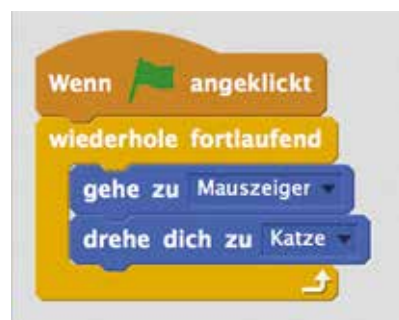 Wenn angeklickt
wiederhole fortlaufend
gehe zu Mauszeiger
drehe dich zu Katze